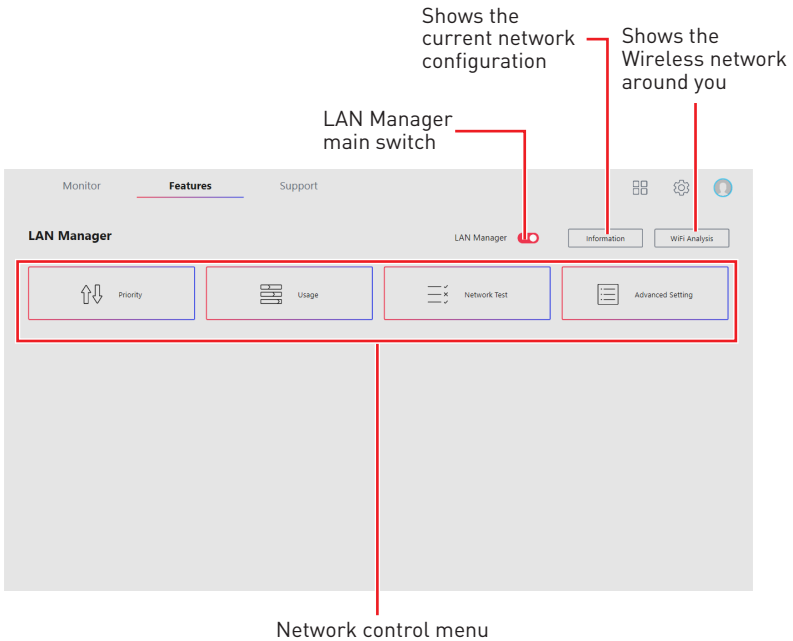 Shows the
current network
configuration
Shows the
Wireless network
around you
LAN Manager
main switch
Monitor
Features
Support
LAN Manager
LAN Manager
Information
WiFi Analysis
Priority
Usage
Network Test
Advanced Setting
Network control menu